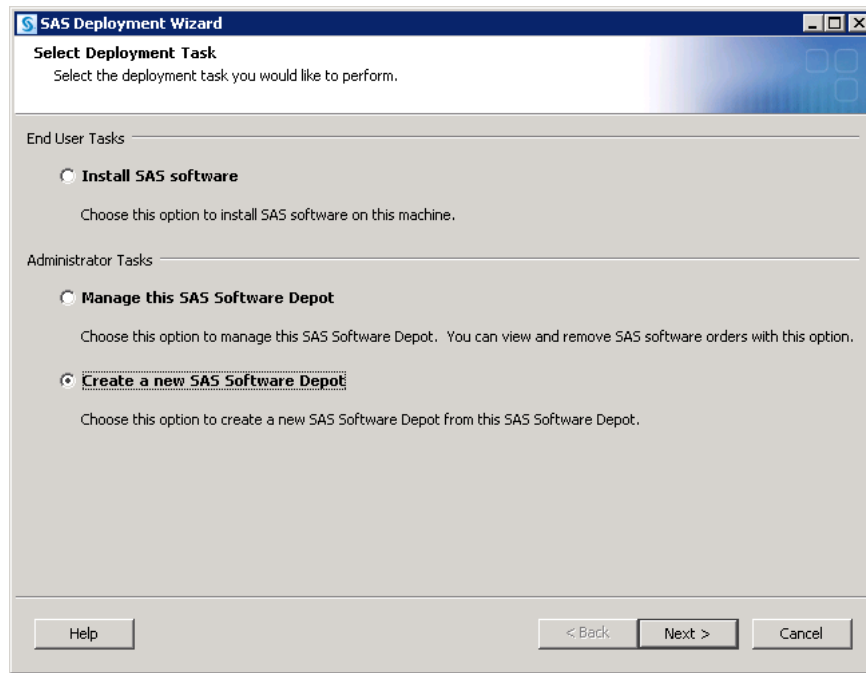 SAS Deployment Wizard
Select Deployment Task
Select the deployment task you would like to perform.
End User Tasks
Install SAS software
Choose this option to install SAS software on this machine.
Administrator Tasks
Manage this SAS Software Depot
Choose this option to manage this SAS Software Depot.  You can view and remove SAS software orders with this option.
Create a new SAS Software Depot
Choose this option to create a new SAS Software Depot from this SAS Software Depot.
Help
< Back
Next >
Cancel